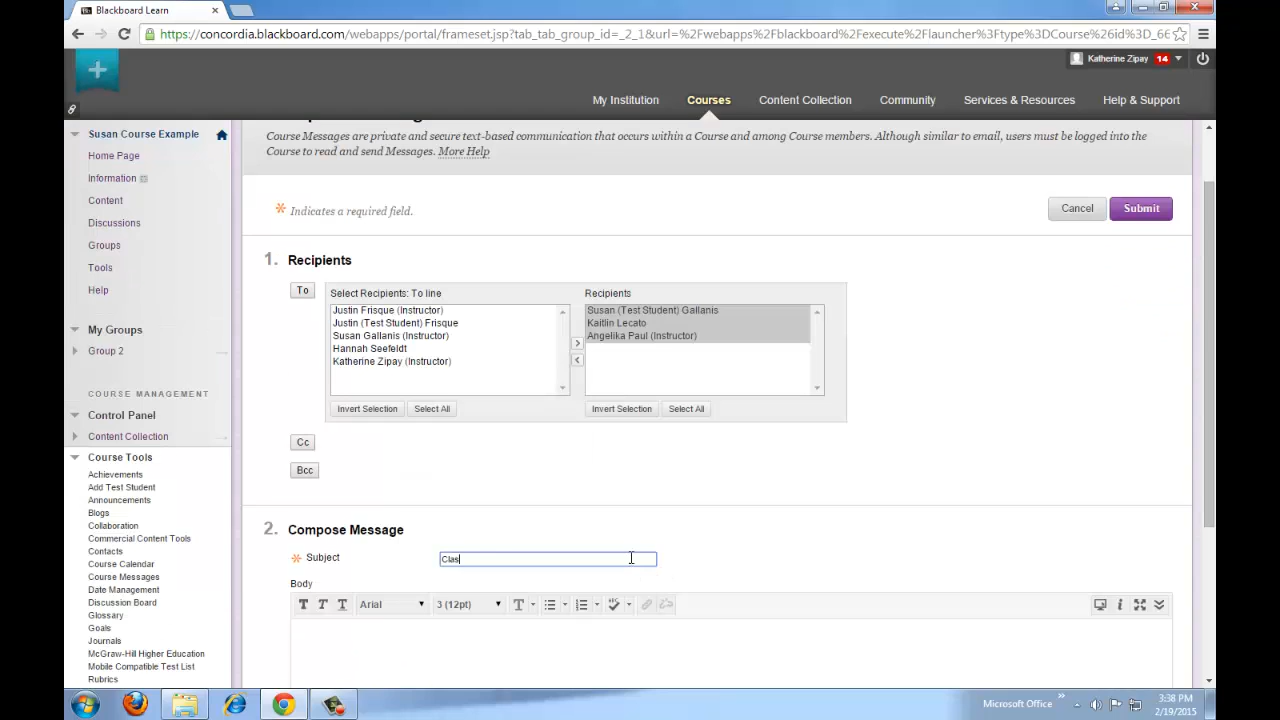 Blackboard Learn
https://concordia.blackboard.com/webapps/portal/frameset.jsp?tab_tab_group_id=_2_1&url=%2Fwebapps%2Fblackboard%2Fexecute%2Flauncher%3Ftype%3DCourse%26id%3D_66
Katherine Zipay 14
My Institution Courses Content Collection Community Services & Resources Help & Support
Susan Course Example
Home Page
Information
Content
Discussions
Groups
Tools
Help
My Groups
Group 2
COURSE MANAGEMENT
Control Panel
Content Collection
Course Tools
Achievements
Add Test Student
Announcements
Blogs
Collaboration
Commercial Content Tools
Contacts
Course Calendar
Course Messages
Date Management
Discussion Board
Glossary
Goals
Journals
McGraw-Hill Higher Education
Mobile Compatible Test List
Rubrics
Course Messages are private and secure text-based communication that occurs within a Course and among Course members. Although similar to email, users must be logged into the
Course to read and send Messages. More Help
Indicates a required field.
Cancel Submit
1. Recipients
To
Select Recipients: To line
Justin Frisque (Instructor)
Justin (Test Student) Frisque
Susan Gallanis (Instructor)
Hannah Seefeldt
Katherine Zipay (Instructor)
Invert Selection Select All
Recipients
Susan (Test Student) Gallanis
Kaitlin Lecato
Angelika Paul (Instructor)
Invert Selection Select All
Cc
Bcc
2. Compose Message
Subject Clas
Body
T T T Arial 3 (12pt) T
Microsoft Office
3:38 PM
2/19/2015